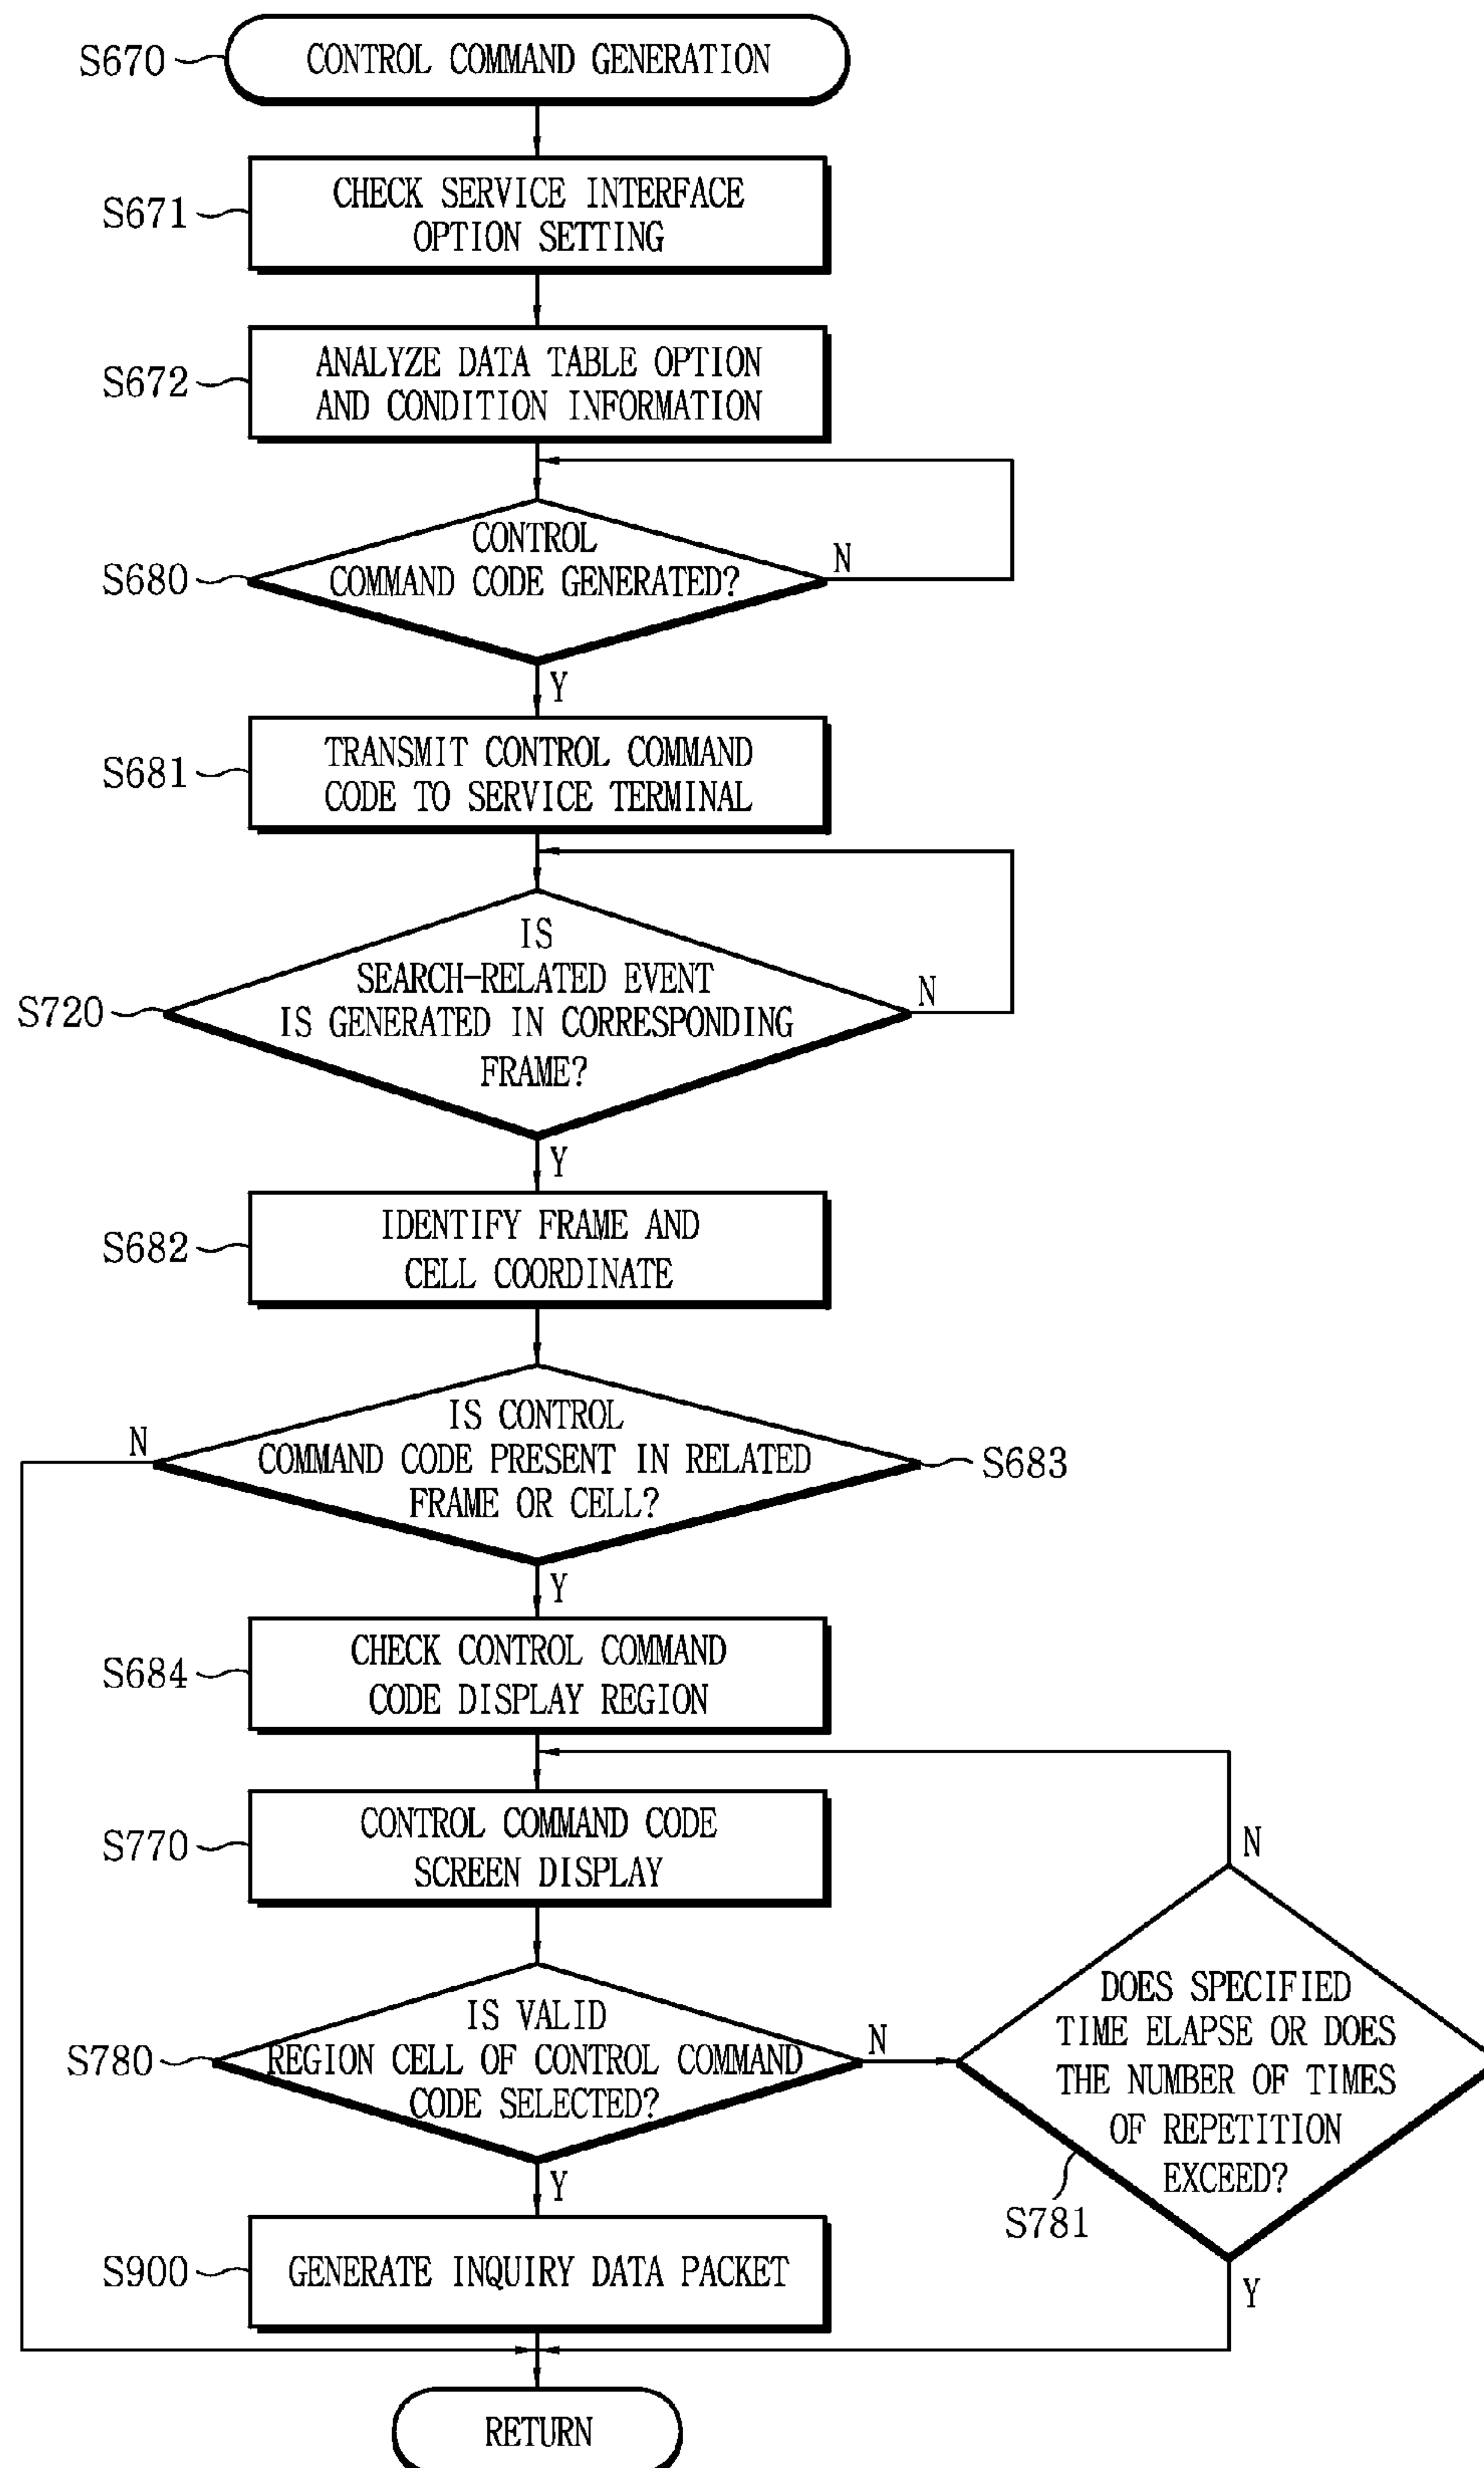 S670
CONTROL COMMAND GENERATION
S671
CHECK SERVICE INTERFACE
OPTION SETTING
S672
ANALYZE DATA TABLE OPTION
AND CONDITION INFORMATION
S680
CONTROL
COMMAND CODE GENERATED?
N
Y
S681
TRANSMIT CONTROL COMMAND
CODE TO SERVICE TERMINAL
S720
IS
SEARCH-RELATED EVENT
IS GENERATED IN CORRESPONDING
FRAME?
N
Y
S682
IDENTIFY FRAME AND
CELL COORDINATE
N
IS CONTROL
COMMAND CODE PRESENT IN RELATED
FRAME OR CELL?
S683
Y
S684
CHECK CONTROL COMMAND
CODE DISPLAY REGION
S770
CONTROL COMMAND CODE
SCREEN DISPLAY
N
S780
IS VALID
REGION CELL OF CONTROL COMMAND
CODE SELECTED?
N
DOES SPECIFIED
TIME ELAPSE OR DOES
THE NUMBER OF TIMES
OF REPETITION
EXCEED?
S781
Y
S900
GENERATE INQUIRY DATA PACKET
Y
RETURN